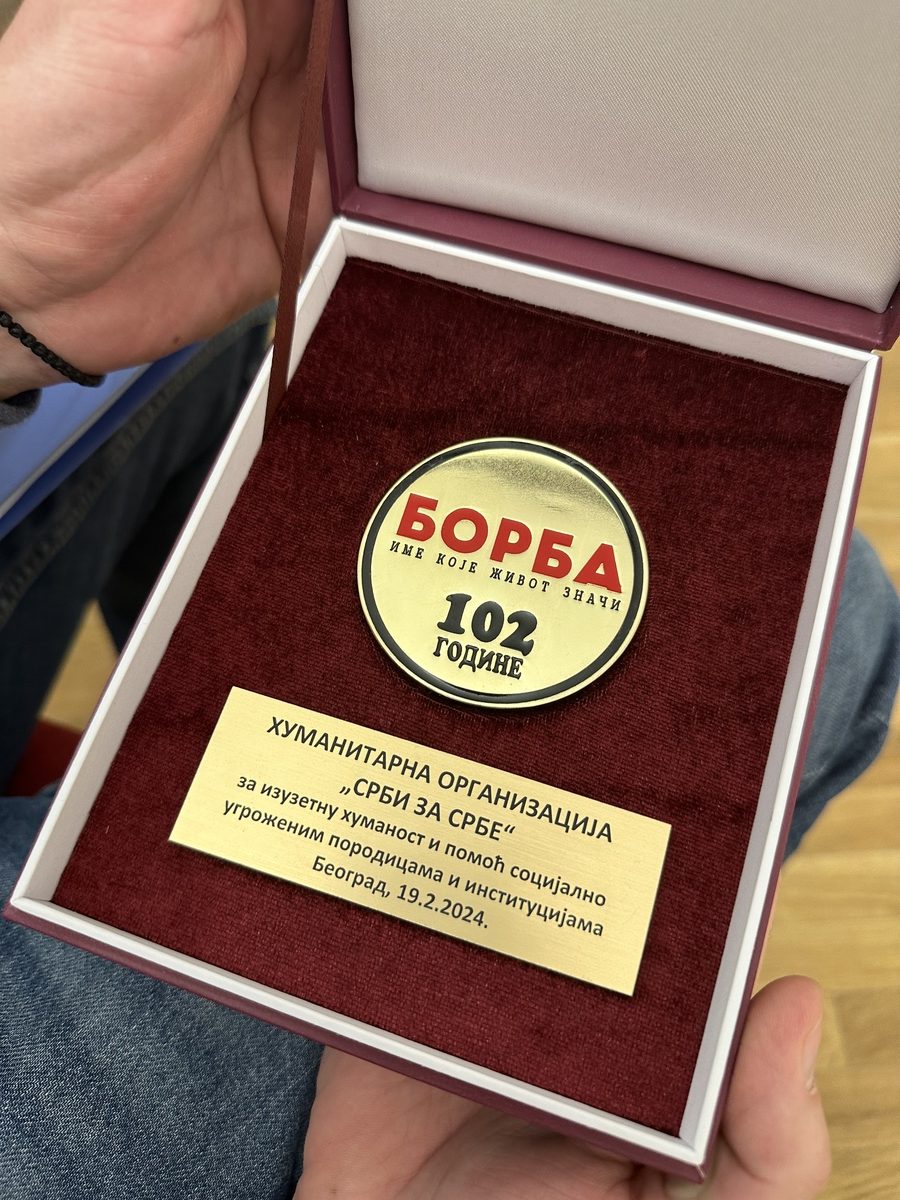 БОРБА
ИМЕ КОЈЕ ЖИВОТ ЗНАЧИ
102
ГОДИНЕ
ХУМАНИТАРНА ОРГАНИЗАЦИЈА
„СРБИ ЗА СРБЕ“
за изузетну хуманост и помоћ социјално
угроженим породицама и институцијама
Београд, 19.2.2024.